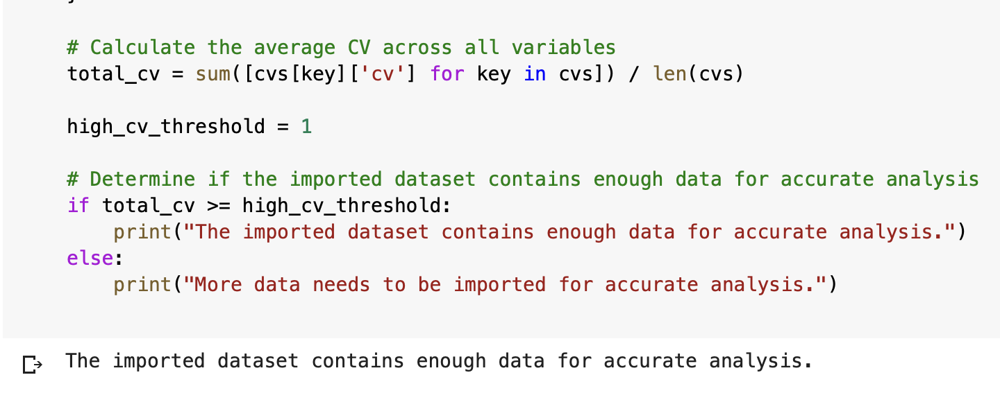 # Calculate the average CV across all variables
total_cv = sum([cvs[key]['cv'] for key in cvs]) / len(cvs)
high_cv_threshold = 1
# Determine if the imported dataset contains enough data for accurate analysis
if total_cv >= high_cv_threshold:
    print("The imported dataset contains enough data for accurate analysis.")
else:
    print("More data needs to be imported for accurate analysis.")
The imported dataset contains enough data for accurate analysis.